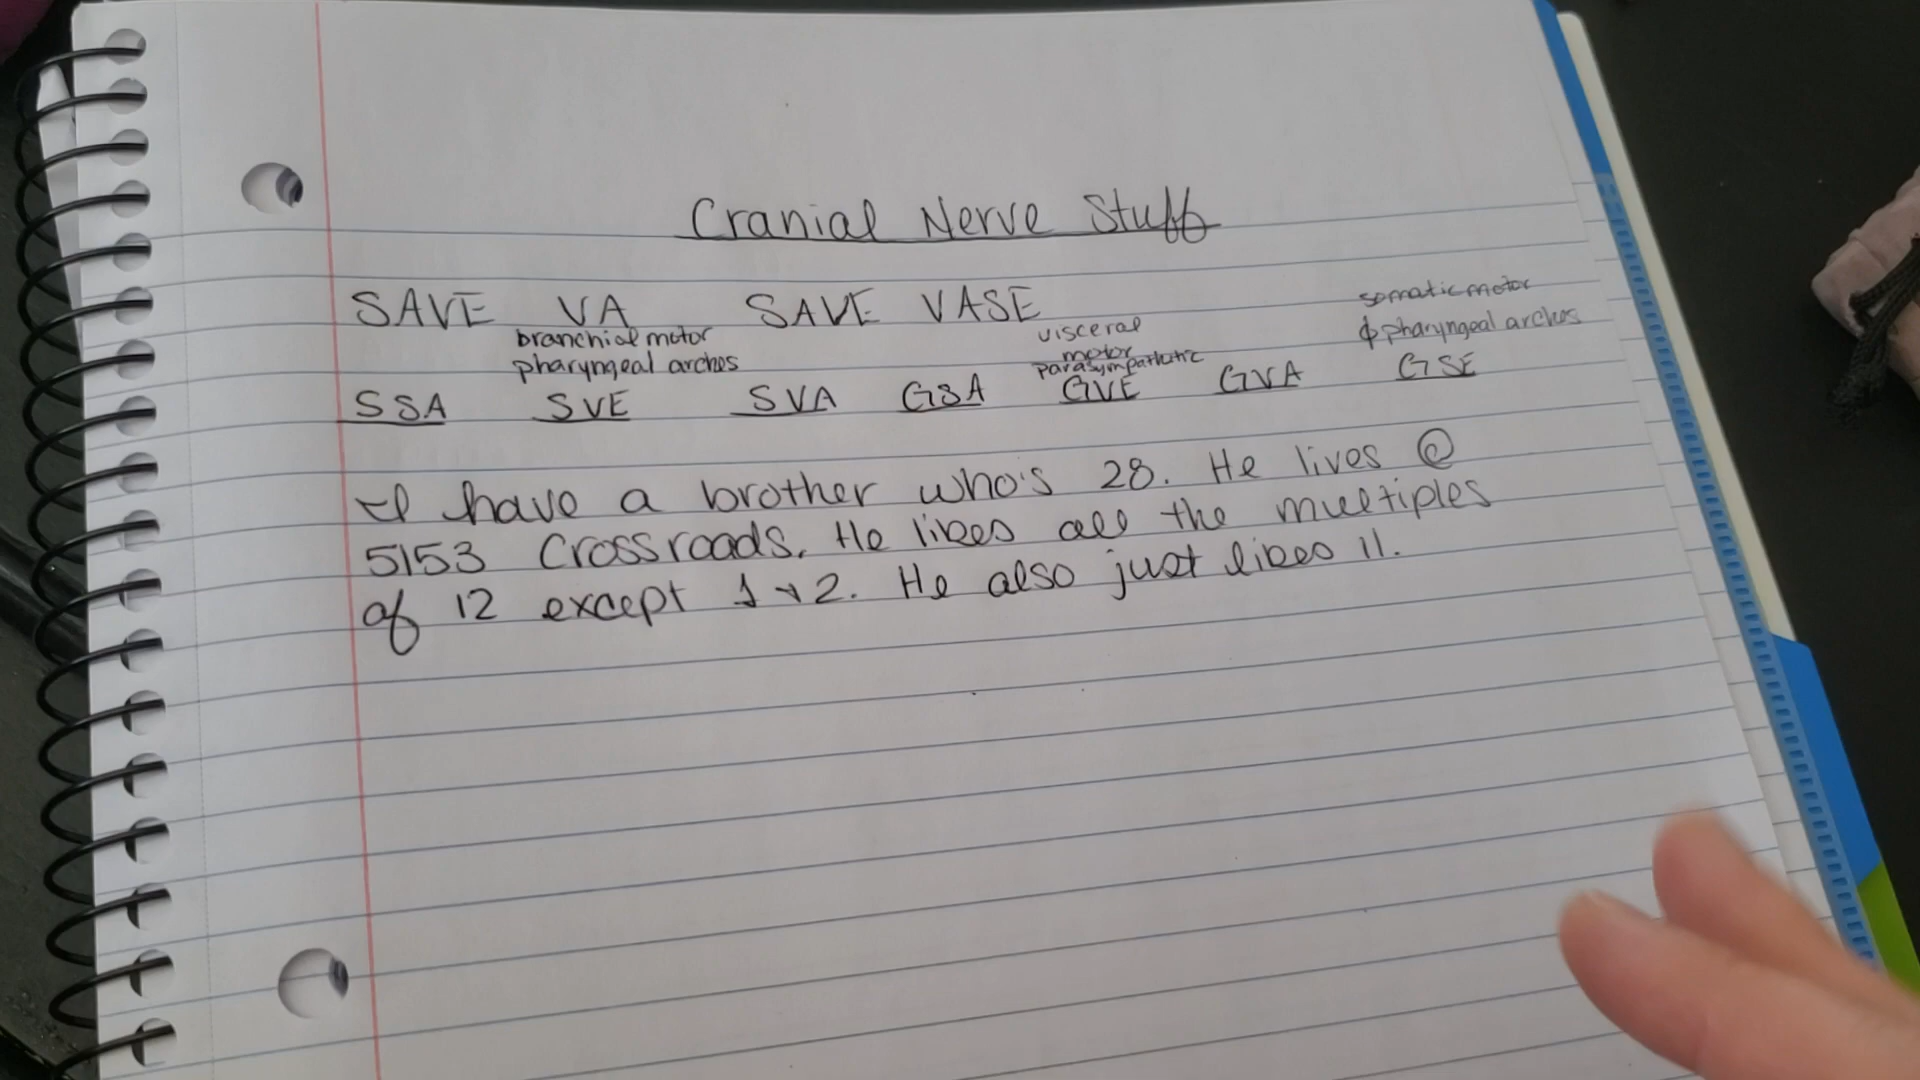 Cranial Nerve Stuff
SAVE VA SAVE VASE
somatic motor
branchial motor
visceral
ϕ pharyngeal arches
pharyngeal arches
motor
parasympathetic
SSA SVE SVA GSA GVE GVA GSE
I have a brother who's 28. He lives @
5153 Crossroads. He likes all the multiples
of 12 except 1 + 2. He also just likes 11.